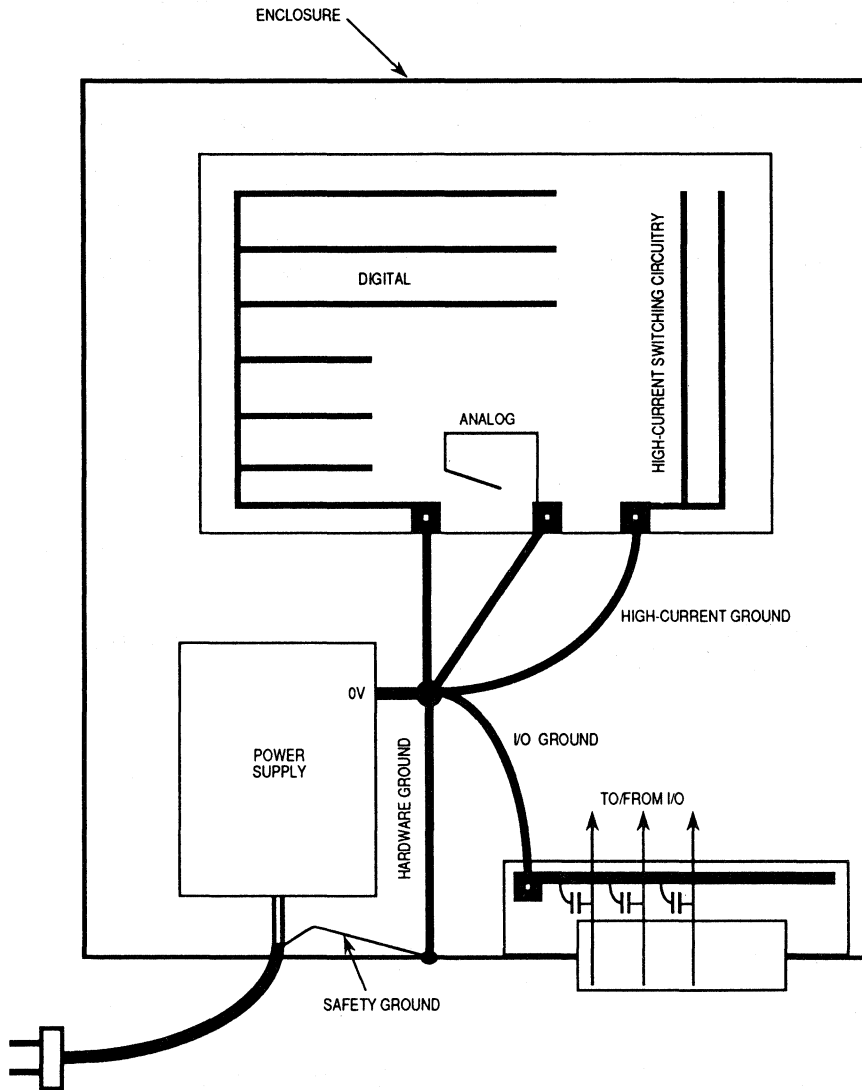 ENCLOSURE
DIGITAL
HIGH-CURRENT SWITCHING CIRCUITRY
ANALOG
HIGH-CURRENT GROUND
0V
I/O GROUND
POWER
SUPPLY
HARDWARE GROUND
TO/FROM I/O
SAFETY GROUND